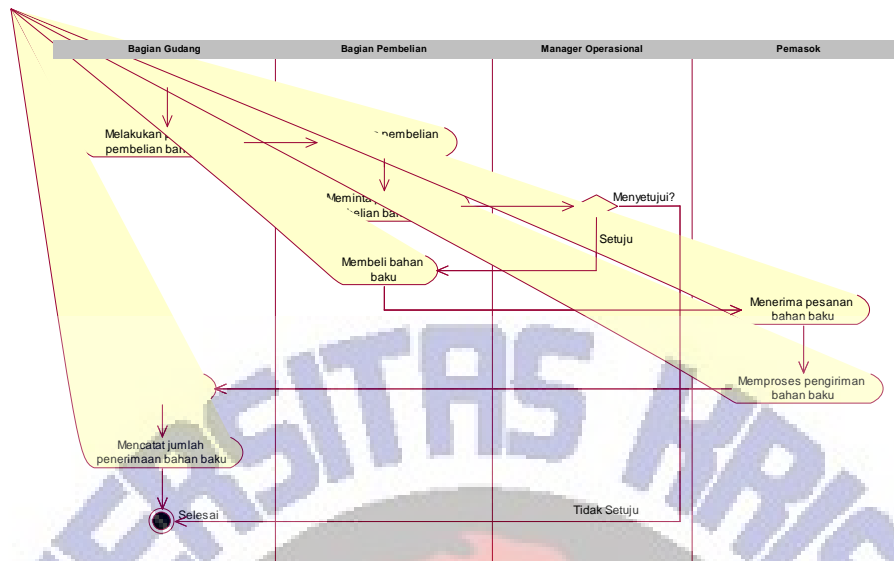 Bagian Gudang
Bagian Pembelian
Manager Operasional
Pemasok
Melakukan
pembelian
pembelian
Meminta
Menyetujui?
Setuju
Membeli bahan
baku
Menerima pesanan
bahan baku
Memproses pengiriman
bahan baku
Mencatat jumlah
penerimaan bahan baku
Selesai
Tidak Setuju